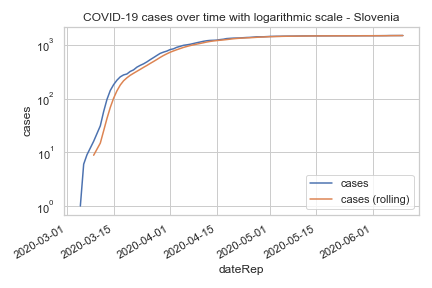 COVID-19 cases over time with logarithmic scale - Slovenia
10³
10²
10¹
10⁰
cases
cases
cases (rolling)
2020-03-01
2020-03-15
2020-04-01
2020-04-15
2020-05-01
2020-05-15
2020-06-01
dateRep